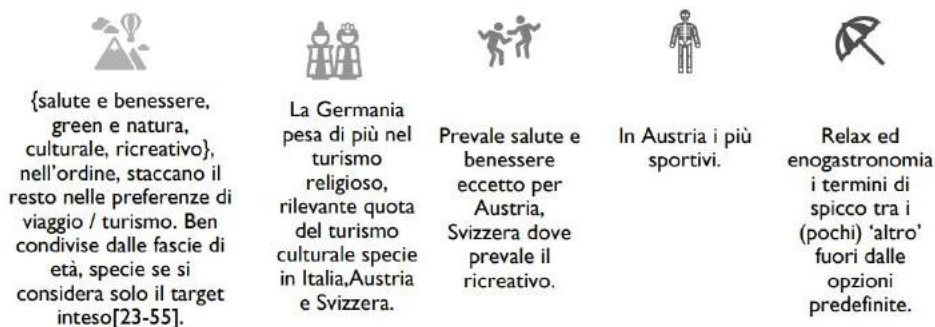 {salute e benessere,
green e natura,
culturale, ricreativo},
nell'ordine, staccano il
resto nelle preferenze di
viaggio / turismo. Ben
condivise dalle fascie di
età, specie se si
considera solo il target
inteso[23-55].
La Germania
pesa di più nel
turismo
religioso,
rilevante quota
del turismo
culturale specie
in Italia,Austria
e Svizzera.
Prevale salute e
benessere
eccetto per
Austria,
Svizzera dove
prevale il
ricreativo.
In Austria i più
sportivi.
Relax ed
enogastronomia
i termini di
spicco tra i
(pochi) 'altro'
fuori dalle
opzioni
predefinite.